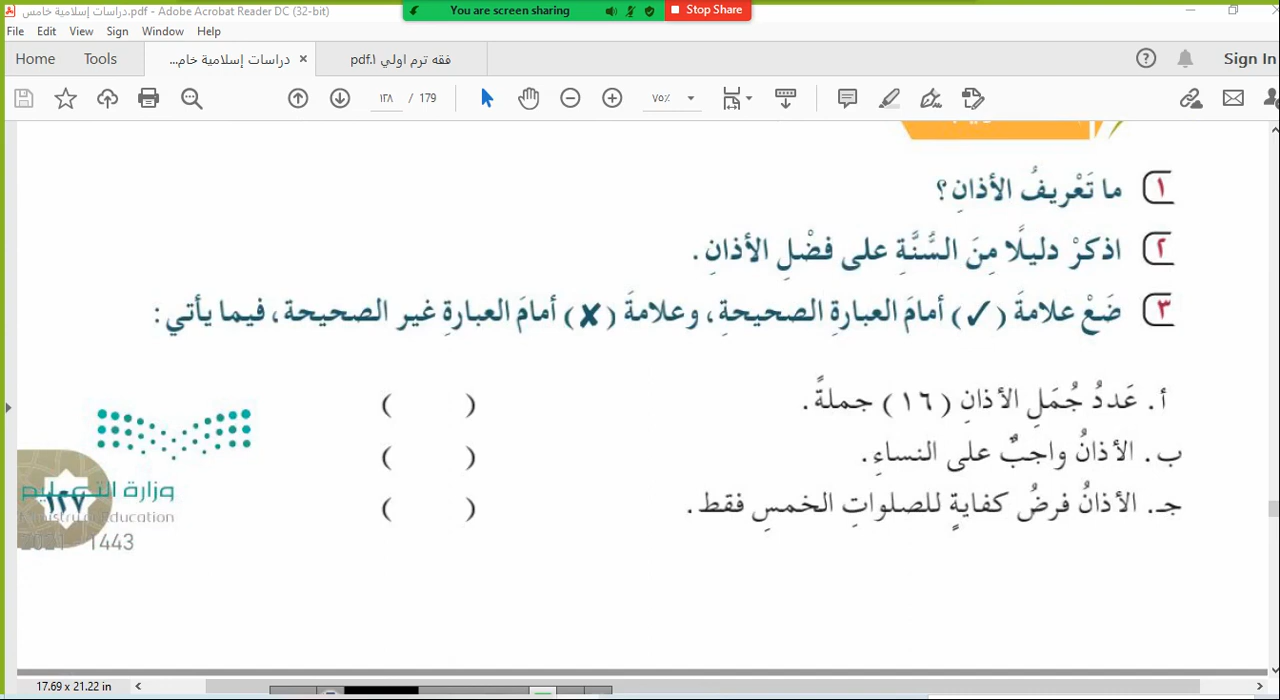 دراسات إسلامية خامس.pdf - Adobe Acrobat Reader DC (32-bit)
You are screen sharing
Stop Share
File Edit View Sign Window Help
Home Tools دراسات إسلامية خام... × فقه ترم اولي ١.pdf Sign In
١٢٨ / 179 ٧٥٪
١ ما تَعْريفُ الأذانِ؟
٢ اذكرْ دليلًا مِنَ السُّنَّةِ على فضْلِ الأذانِ.
٣ ضَعْ علامةَ (✓) أمامَ العبارةِ الصحيحةِ، وعلامةَ (✗) أمامَ العبارةِ غير الصحيحة، فيما يأتي:
أ. عَددُ جُمَلِ الأذانِ (١٦) جملةً. ( )
ب. الأذانُ واجبٌ على النساءِ. ( )
جـ. الأذانُ فرضُ كفايةٍ للصلواتِ الخمسِ فقط. ( )
وزارة التعليم
١٢٧
Ministry of Education
2021 - 1443
17.69 x 21.22 in